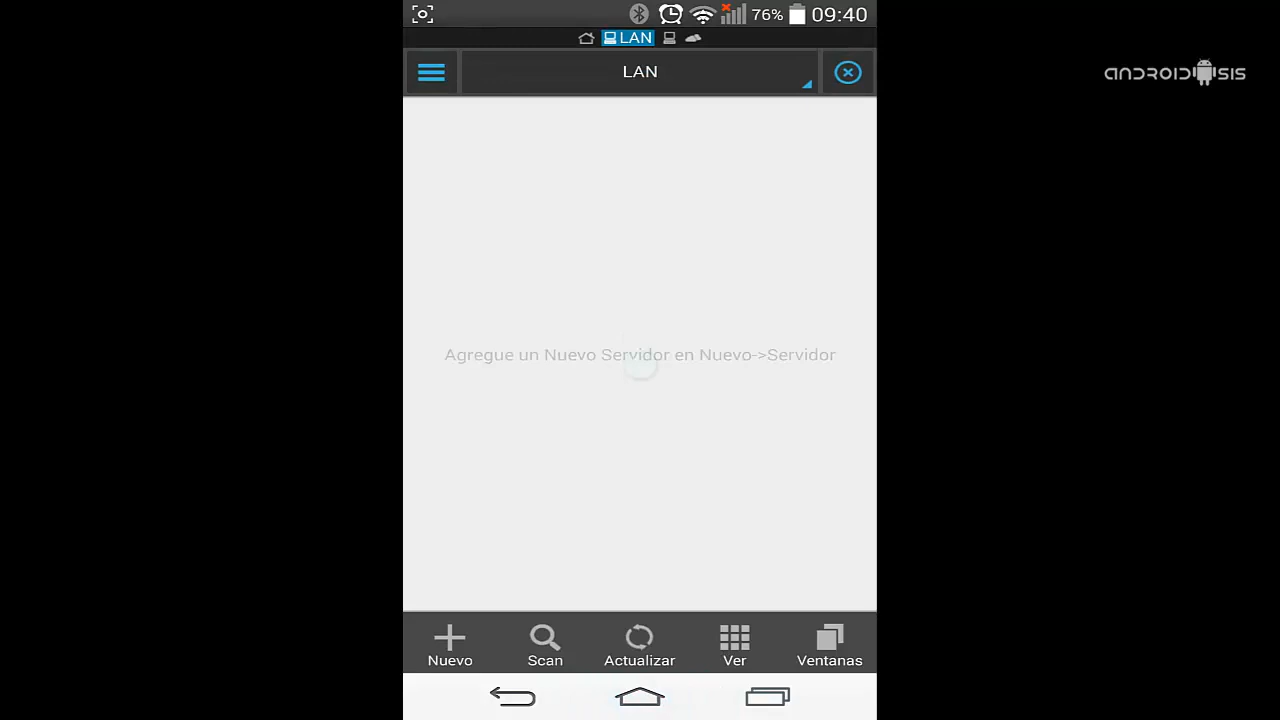 76% 09:40
LAN
LAN
ANDROIDSIS
Agregue un Nuevo Servidor en Nuevo->Servidor
Nuevo Scan Actualizar Ver Ventanas